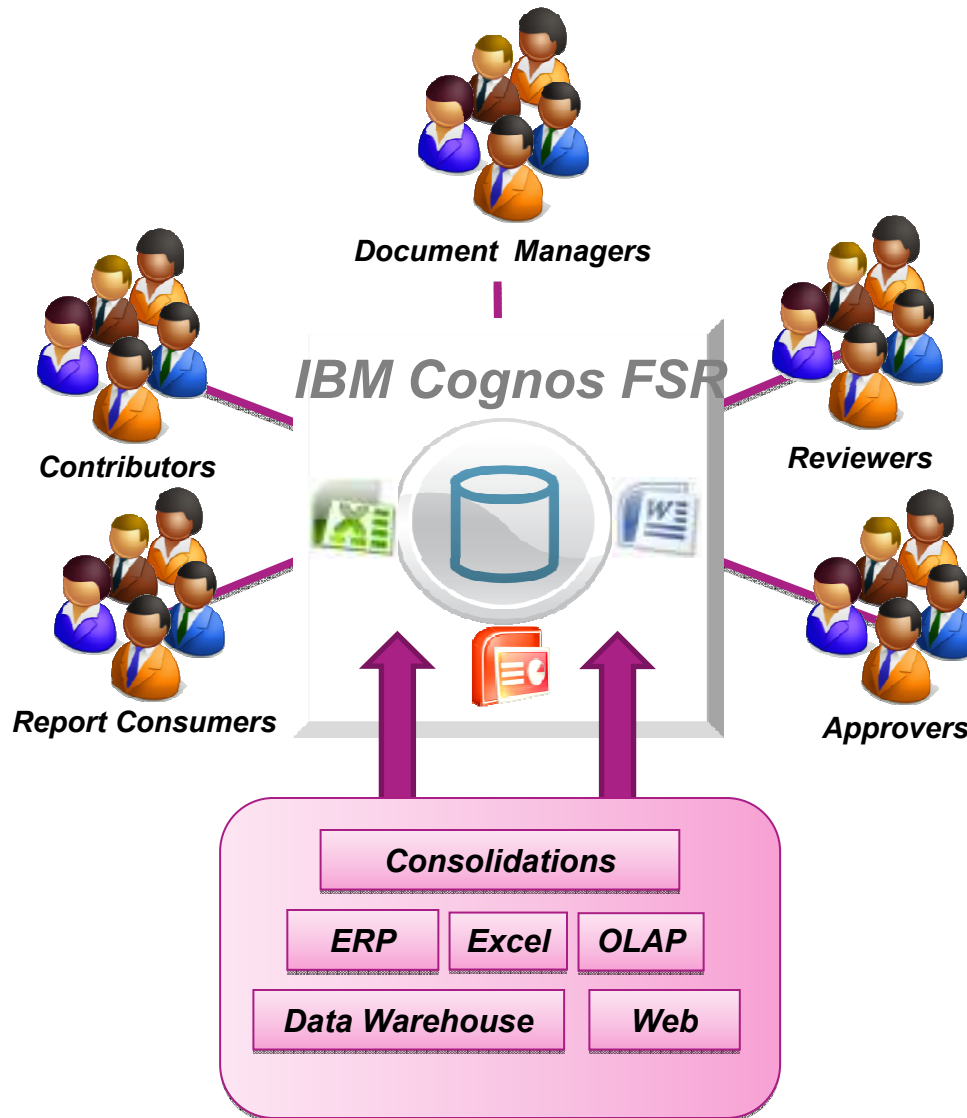 Document Managers
IBM Cognos FSR
Contributors
Reviewers
W
Report Consumers
Approvers
Consolidations
ERP
Excel
OLAP
Data Warehouse
Web